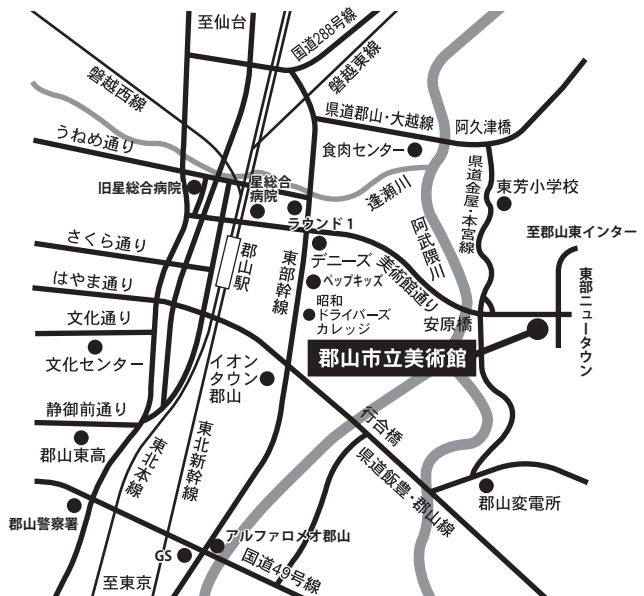 至仙台
国道288号線
磐越東線
磐越西線
県道郡山・大越線
阿久津橋
うねめ通り
食肉センター
旧星総合病院
星総合
病院
逢瀬川
県道金屋・本宮線
東芳小学校
ラウンド1
阿武隈川
至郡山東インター
さくら通り
郡山駅
東部幹線
デニーズ
美術館通り
ペップキッズ
東部ニュータウン
はやま通り
昭和
ドライバーズ
カレッジ
文化通り
安原橋
文化センター
イオン
タウン
郡山
郡山市立美術館
静御前通り
行合橋
郡山東高
東北本線
東北新幹線
県道飯豊・郡山線
郡山変電所
郡山警察署
アルファロメオ郡山
GS
国道49号線
至東京